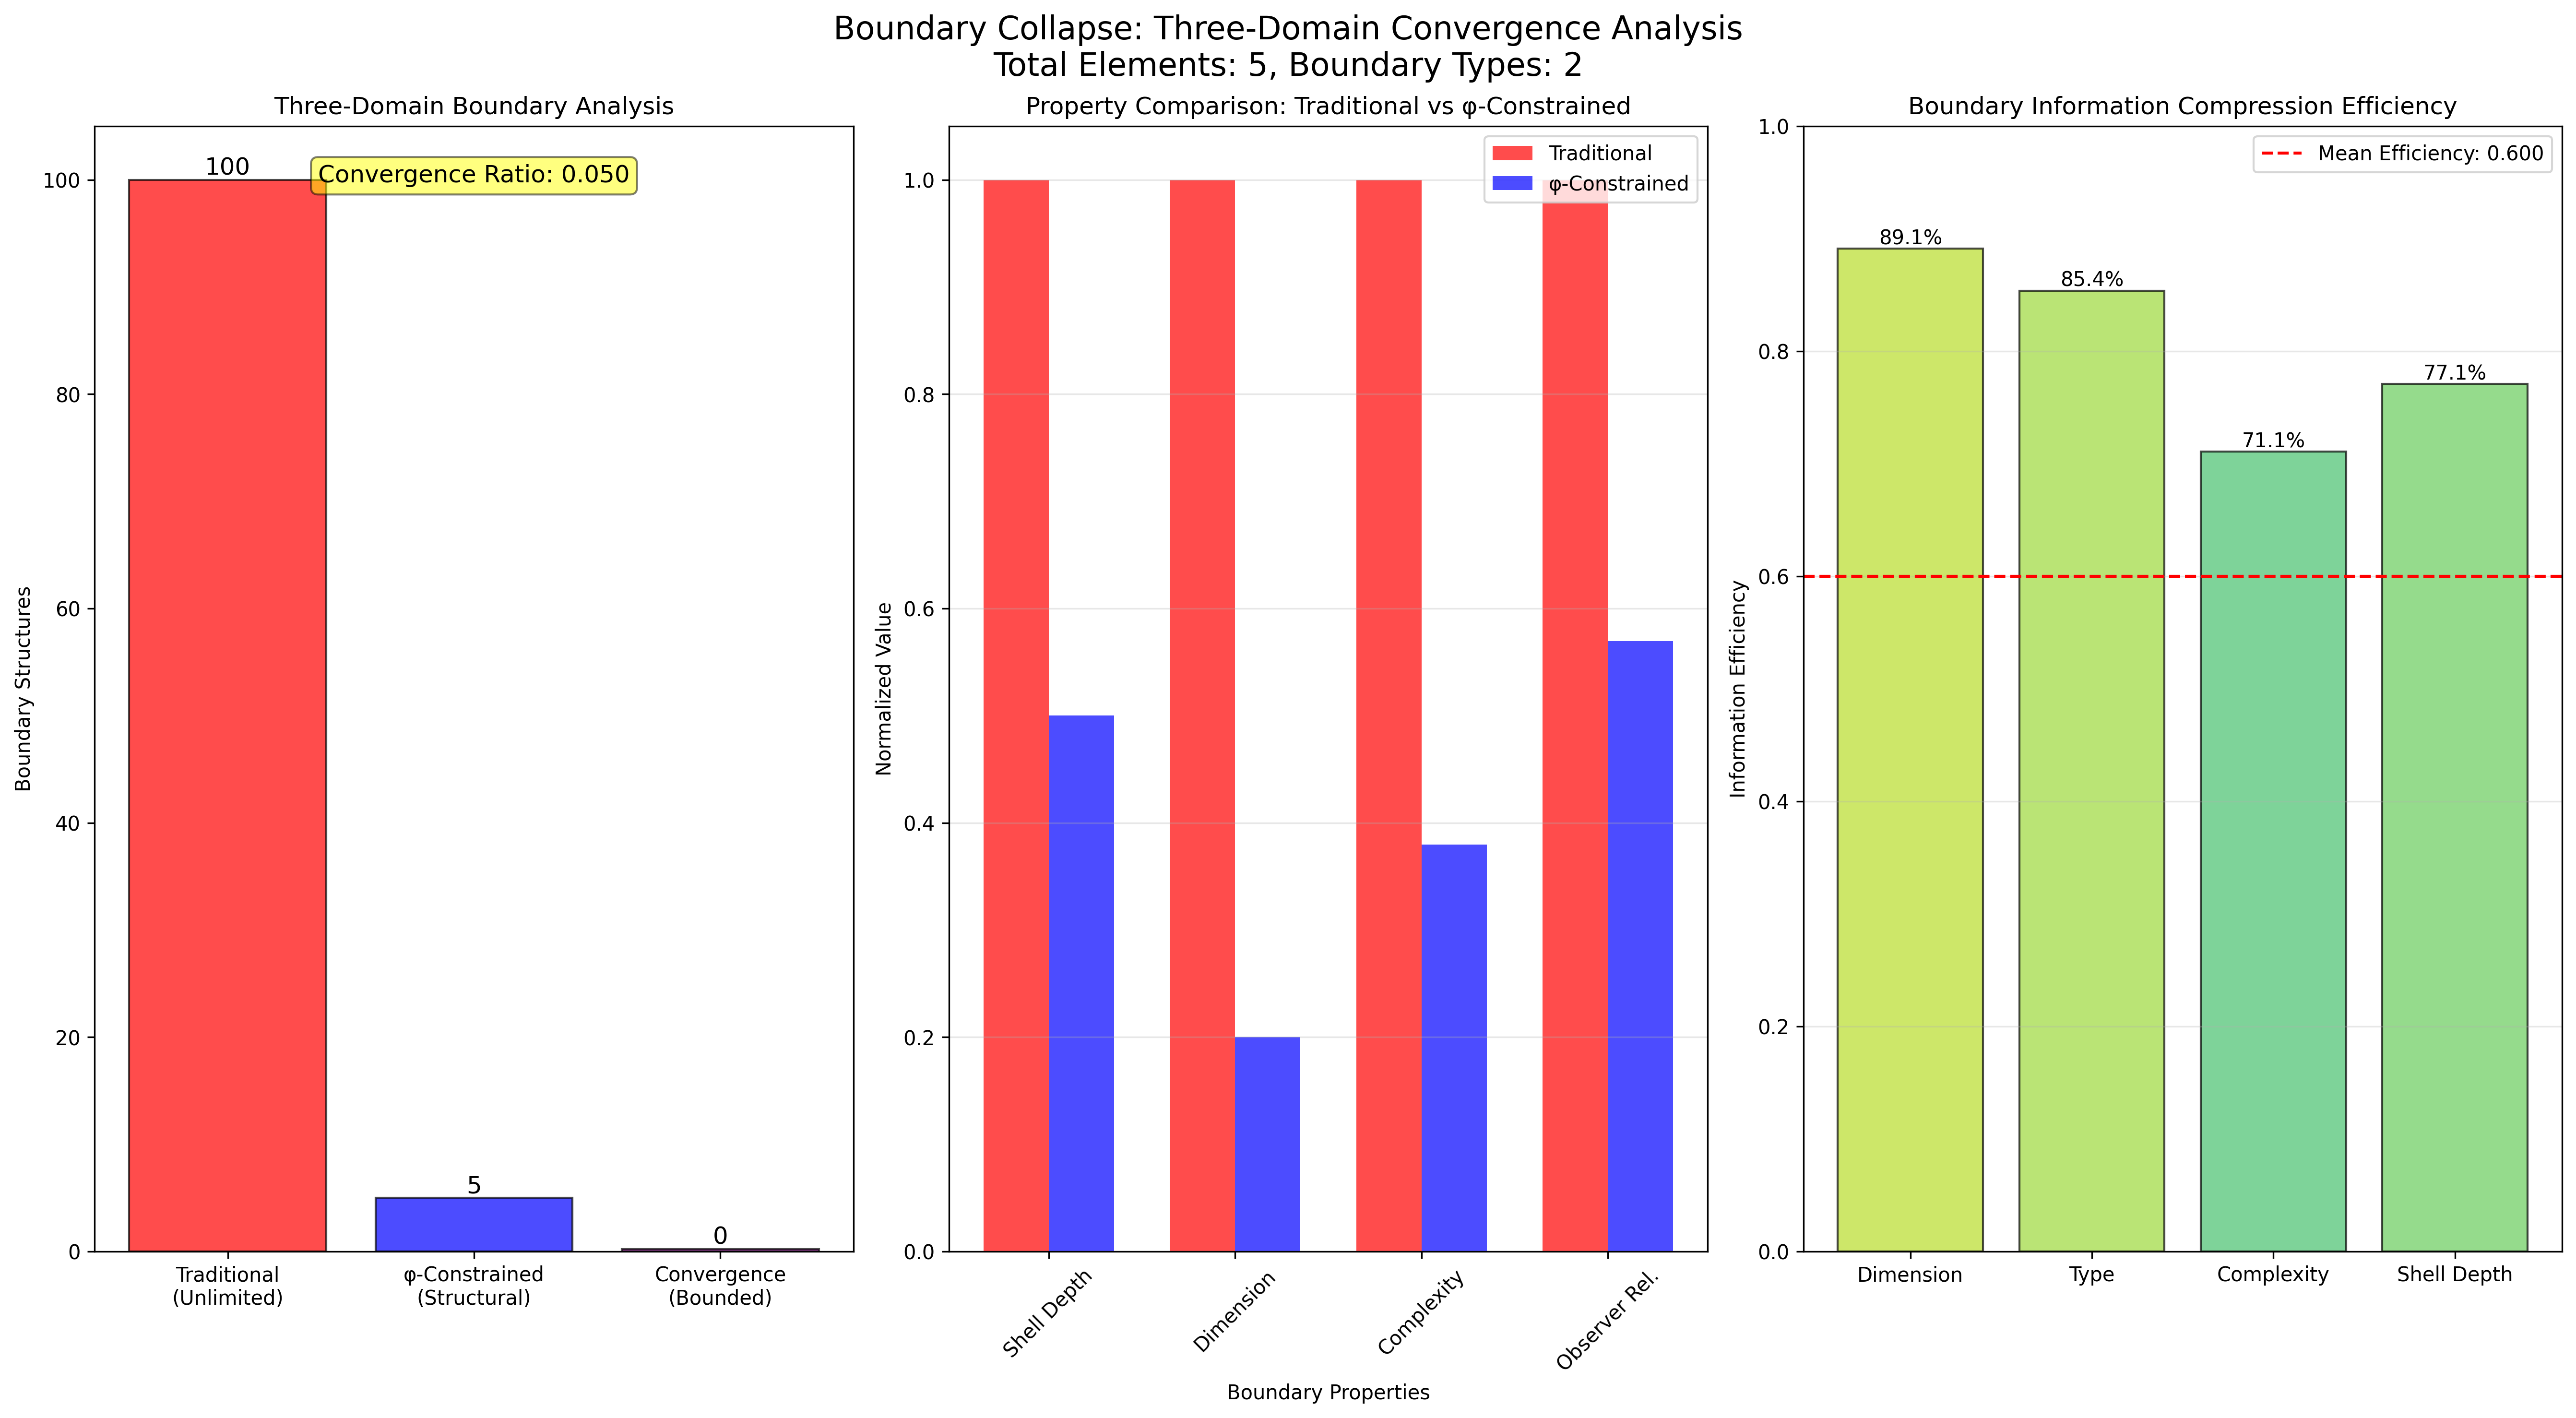 Boundary Collapse: Three-Domain Convergence Analysis
Total Elements: 5, Boundary Types: 2
Three-Domain Boundary Analysis
Boundary Structures
100
80
60
40
20
0
100
Convergence Ratio: 0.050
5
0
Traditional
(Unlimited)
φ-Constrained
(Structural)
Convergence
(Bounded)
Property Comparison: Traditional vs φ-Constrained
Traditional
φ-Constrained
Normalized Value
1.0
0.8
0.6
0.4
0.2
0.0
Shell Depth
Dimension
Complexity
Observer Rel.
Boundary Properties
Boundary Information Compression Efficiency
Mean Efficiency: 0.600
Information Efficiency
1.0
0.8
0.6
0.4
0.2
0.0
89.1%
85.4%
71.1%
77.1%
Dimension
Type
Complexity
Shell Depth